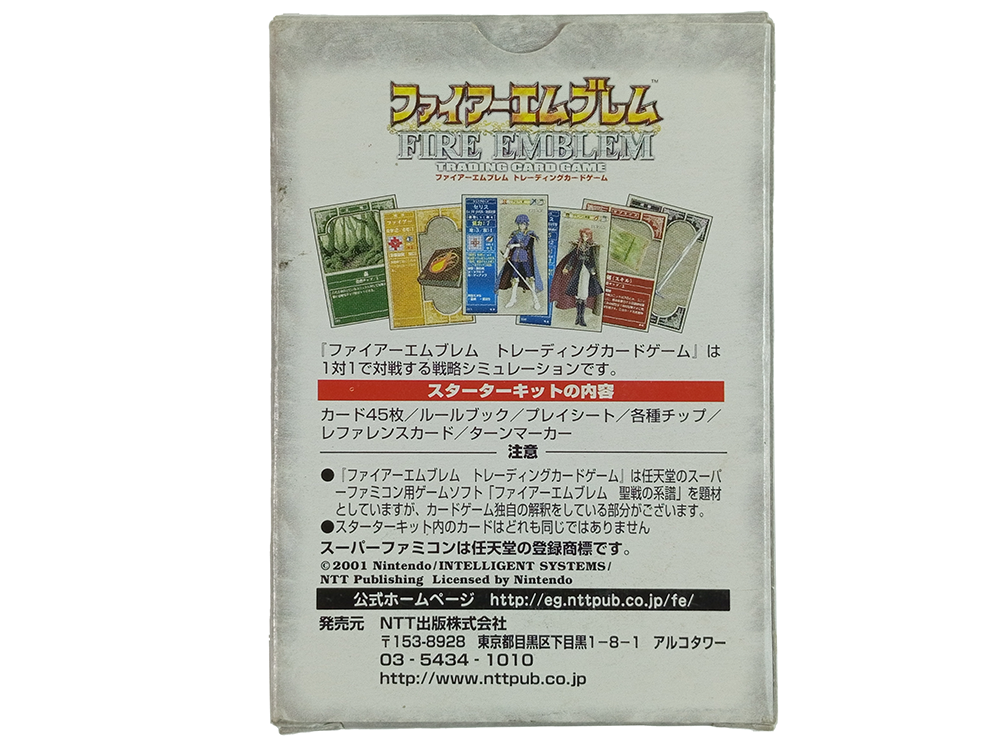 ファイアーエムブレム™
FIRE EMBLEM
TRADING CARD GAME
ファイアーエムブレム トレーディングカードゲーム
森
ファイアー
セリス
『ファイアーエムブレム　トレーディングカードゲーム』は
1対1で対戦する戦略シミュレーションです。
スターターキットの内容
カード45枚／ルールブック／プレイシート／各種チップ／
レファレンスカード／ターンマーカー
注意
●『ファイアーエムブレム　トレーディングカードゲーム』は任天堂のスーパ
ーファミコン用ゲームソフト「ファイアーエムブレム　聖戦の系譜」を題材
としていますが、カードゲーム独自の解釈をしている部分がございます。
●スターターキット内のカードはどれも同じではありません
スーパーファミコンは任天堂の登録商標です。
©2001 Nintendo/INTELLIGENT SYSTEMS/
NTT Publishing Licensed by Nintendo
公式ホームページ　http://eg.nttpub.co.jp/fe/
発売元　NTT出版株式会社
〒153-8928　東京都目黒区下目黒1－8－1　アルコタワー
03 - 5434 - 1010
http://www.nttpub.co.jp